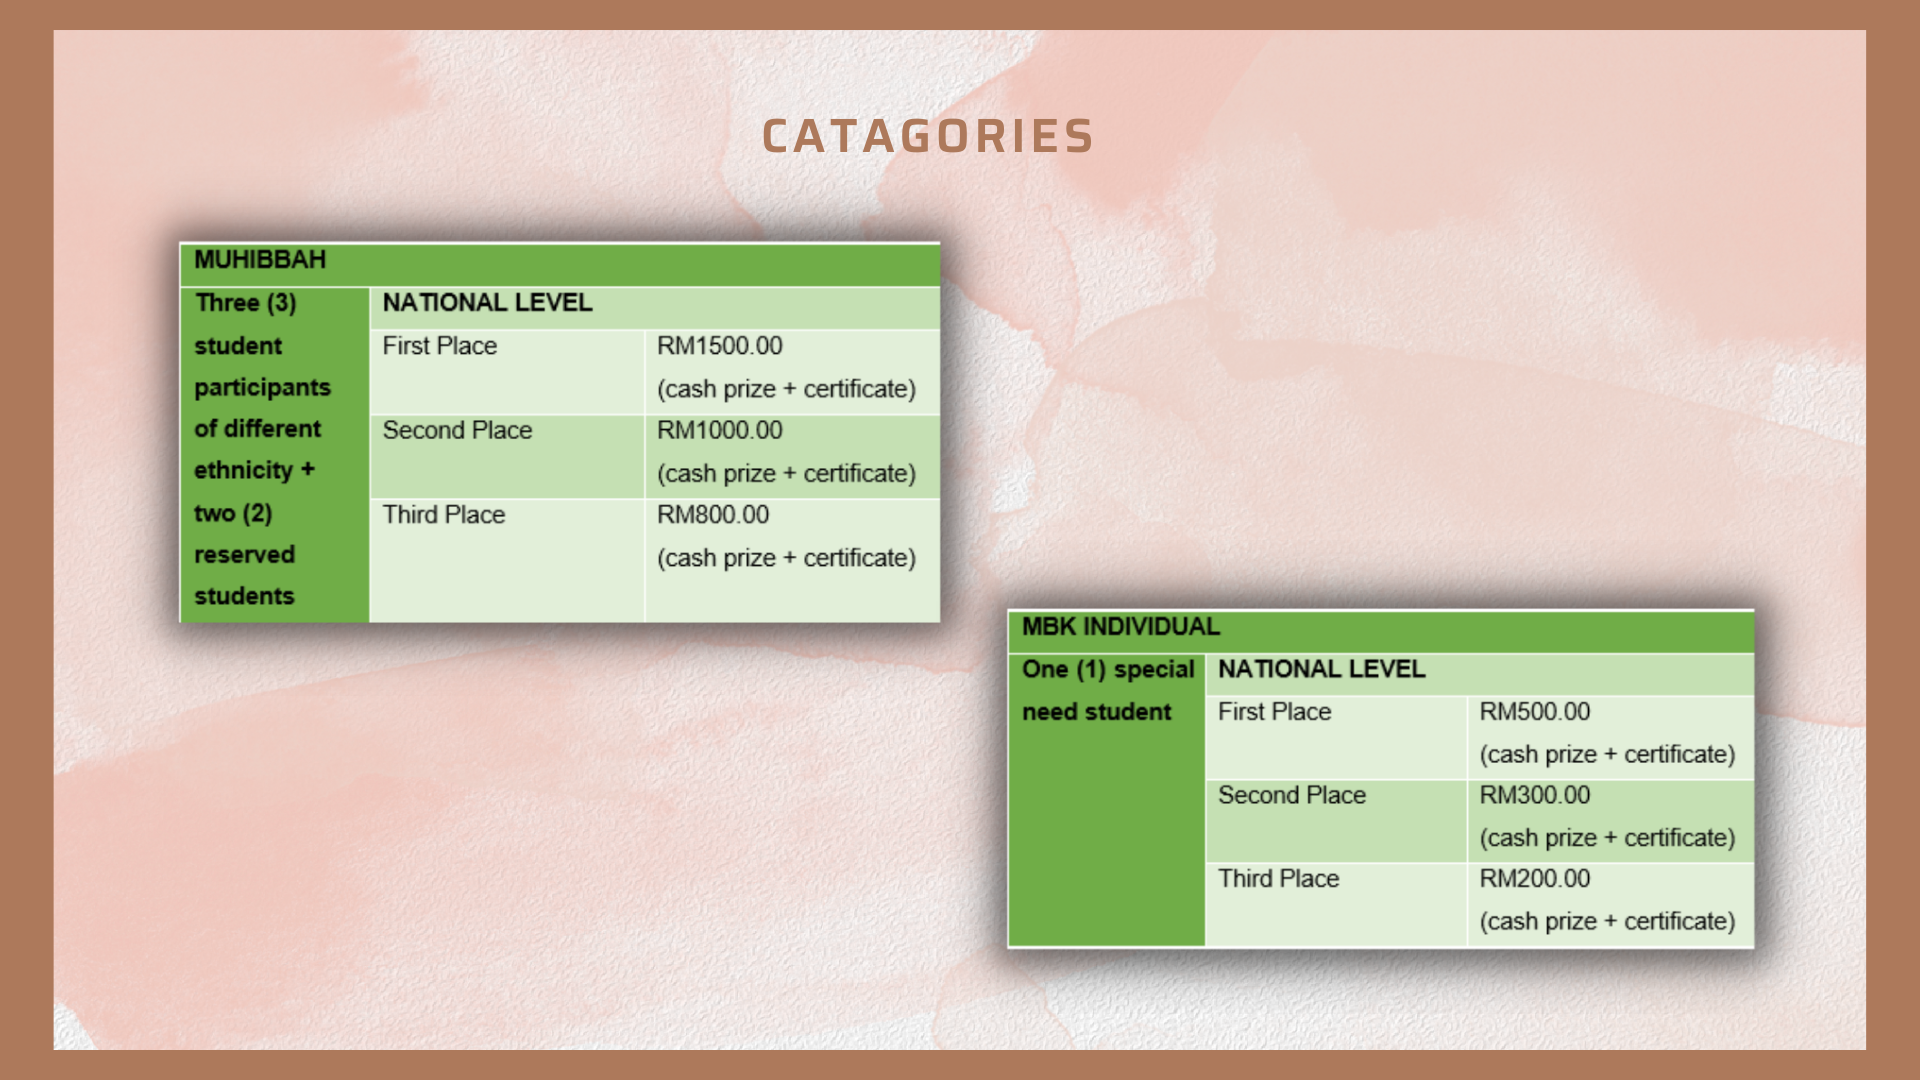 CATAGORIES
MUHIBBAH
Three (3)
student
participants
of different
ethnicity +
two (2)
reserved
students
NATIONAL LEVEL
First Place
RM1500.00
(cash prize + certificate)
Second Place
RM1000.00
(cash prize + certificate)
Third Place
RM800.00
(cash prize + certificate)
MBK INDIVIDUAL
One (1) special
need student
NATIONAL LEVEL
First Place
RM500.00
(cash prize + certificate)
Second Place
RM300.00
(cash prize + certificate)
Third Place
RM200.00
(cash prize + certificate)